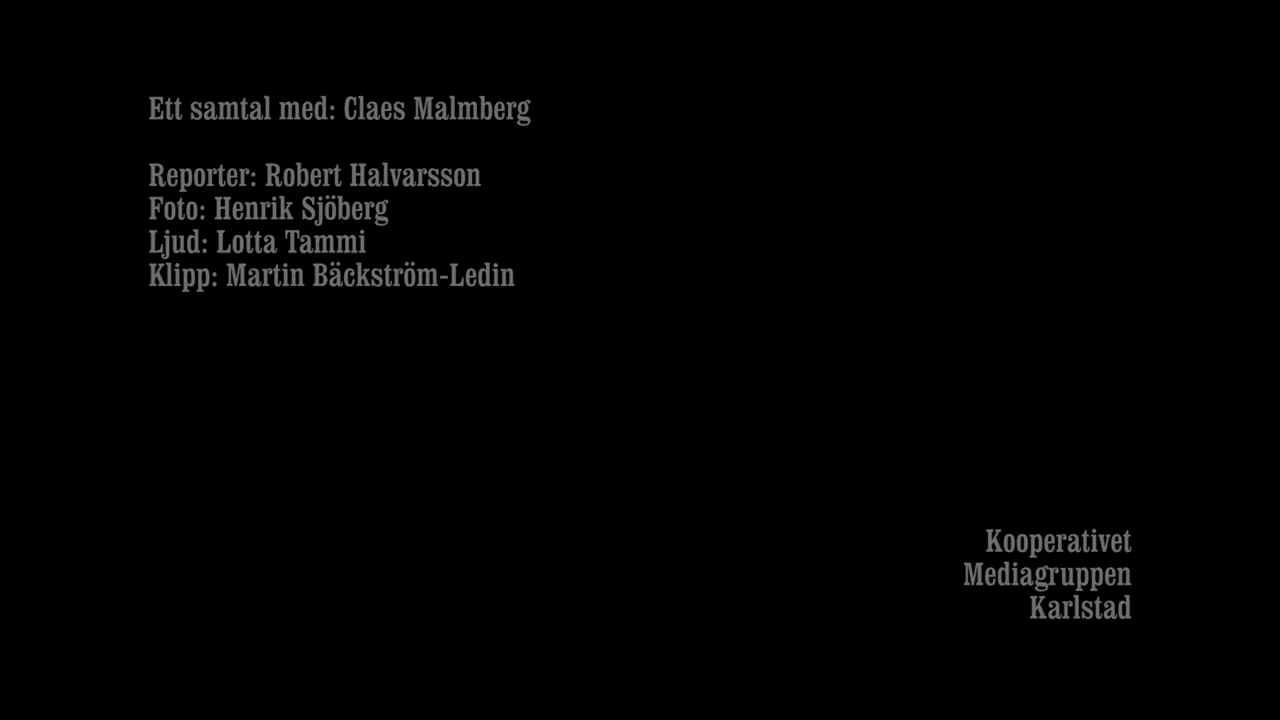 Ett samtal med: Claes Malmberg
Reporter: Robert Halvarsson
Foto: Henrik Sjöberg
Ljud: Lotta Tammi
Klipp: Martin Bäckström-Ledin
Kooperativet
Mediagruppen
Karlstad